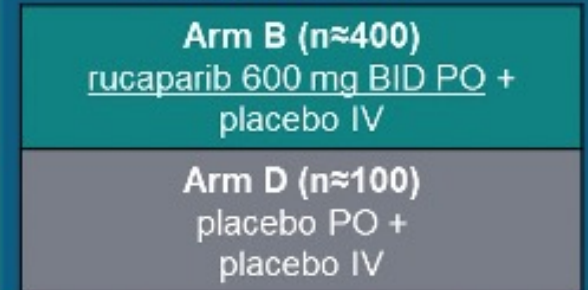 Arm B (n≈400)
rucaparib 600 mg BID PO +
placebo IV
Arm D (n≈100)
placebo PO +
placebo IV